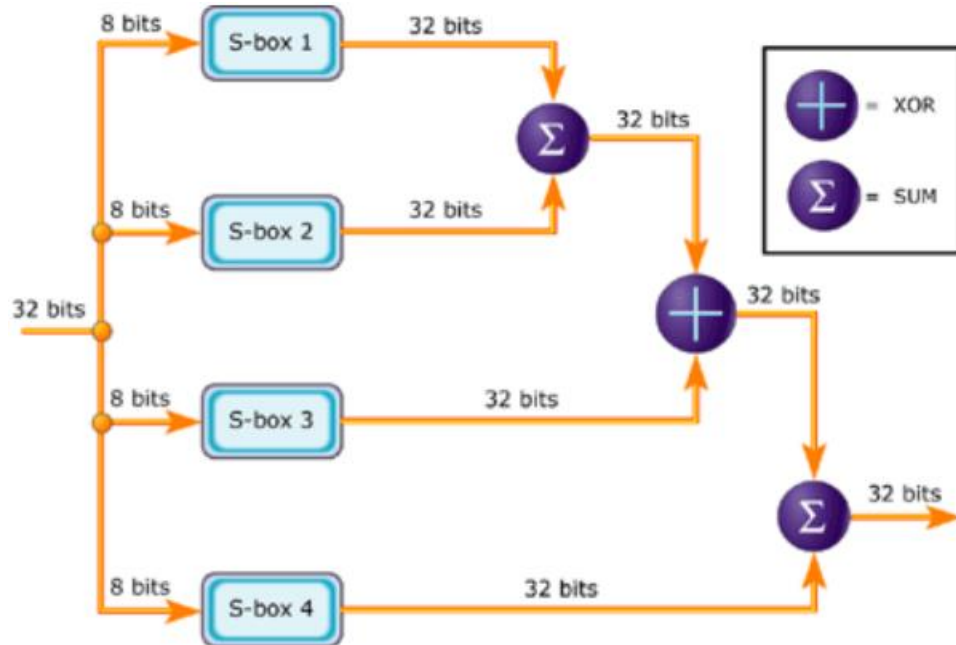 8 bits
S-box 1
32 bits
Σ
32 bits
= XOR
Σ = SUM
8 bits
S-box 2
32 bits
32 bits
32 bits
8 bits
S-box 3
32 bits
Σ
32 bits
8 bits
S-box 4
32 bits